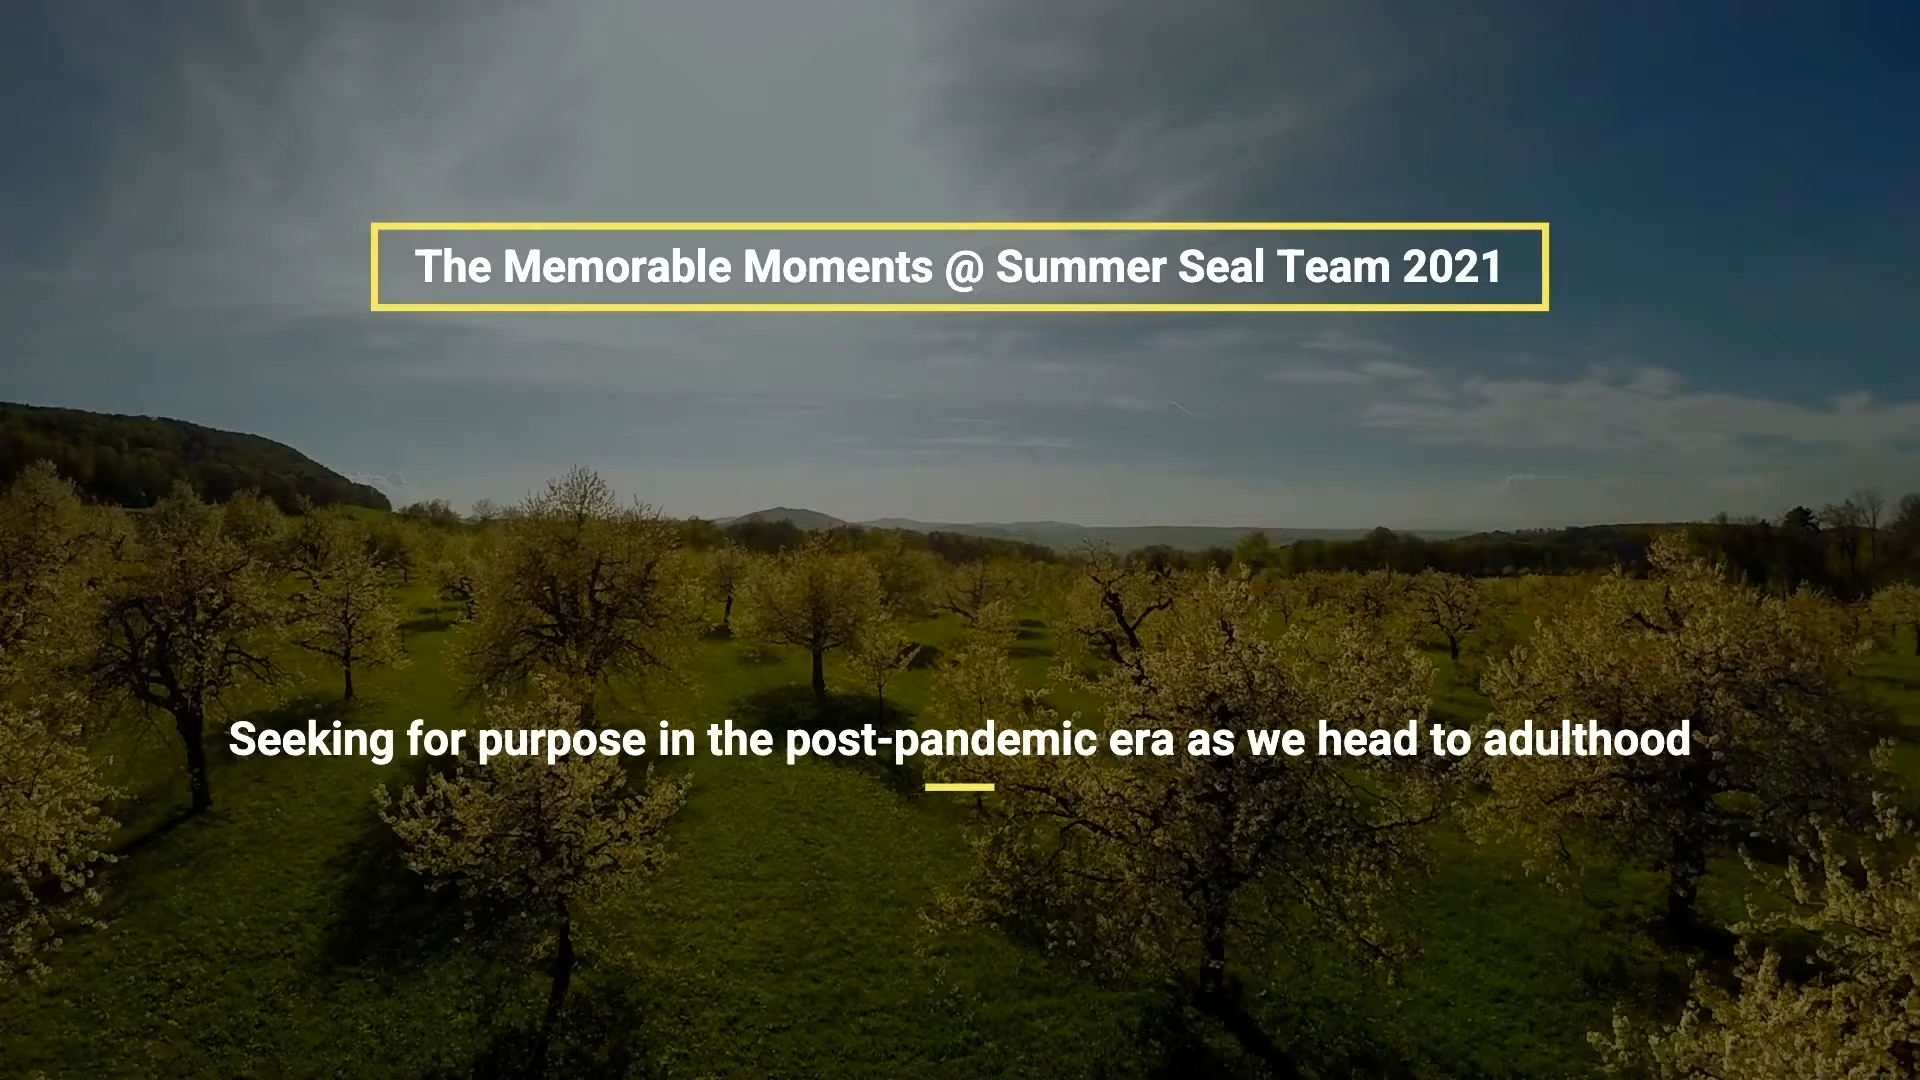 The Memorable Moments @ Summer Seal Team 2021
Seeking for purpose in the post-pandemic era as we head to adulthood